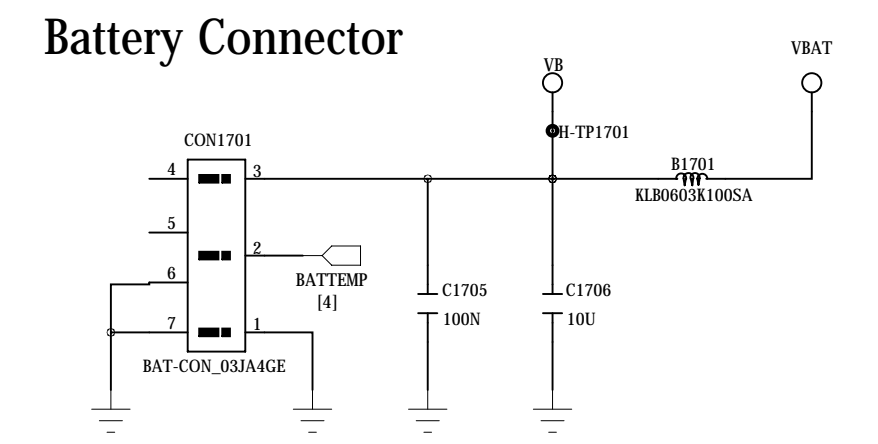 Battery Connector
VB
VBAT
H-TP1701
CON1701
B1701
KLB0603K100SA
4
3
5
2
6
BATTEMP
[4]
C1705
C1706
100N
10U
7
1
BAT-CON_03JA4GE